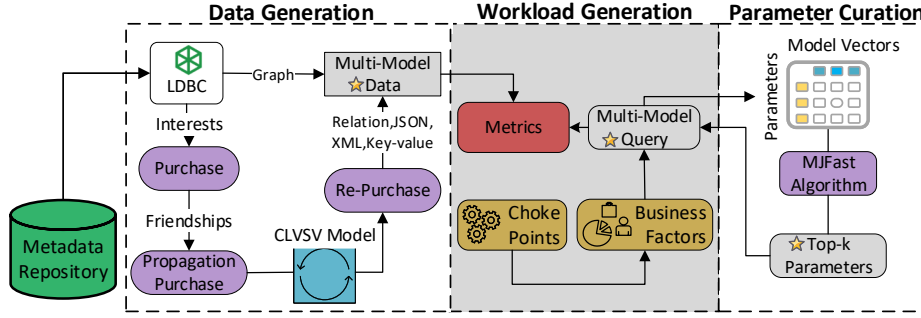 Data Generation
Workload Generation
Parameter Curation
LDBC
Graph
Multi-Model
Data
Interests
Relation,JSON,
XML,Key-value
Purchase
Re-Purchase
Friendships
Metadata
Repository
Propagation
Purchase
CLVSV Model
Metrics
Multi-Model
Query
Choke
Points
Business
Factors
Model Vectors
Parameters
MJFast
Algorithm
Top-k
Parameters